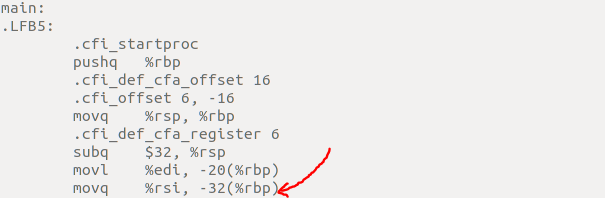 main:
.LFB5:
.cfi_startproc
pushq %rbp
.cfi_def_cfa_offset 16
.cfi_offset 6, -16
movq %rsp, %rbp
.cfi_def_cfa_register 6
subq $32, %rsp
movl %edi, -20(%rbp)
movq %rsi, -32(%rbp)